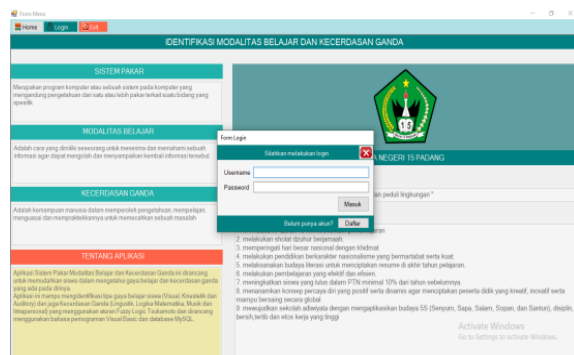 Form Menu
Home Login Exit
IDENTIFIKASI MODALITAS BELAJAR DAN KECERDASAN GANDA
SISTEM PAKAR
Merupakan program komputer atau sebuah sistem pada komputer yang
mengandung pengetahuan dari satu atau lebih pakar terkait suatu bidang yang
spesifik
MODALITAS BELAJAR
Adalah cara yang dimiliki seseorang untuk menerima dan memahami sebuah
informasi agar dapat mengolah dan menyampaikan kembali informasi tersebut
KECERDASAN GANDA
Adalah kemampuan manusia dalam memperoleh pengetahuan, mempelajari,
menguasai dan mempraktekkannya untuk memecahkan sebuah masalah
TENTANG APLIKASI
Aplikasi Sistem Pakar Modalitas Belajar dan Kecerdasan Ganda ini dirancang
untuk memudahkan siswa dalam mengetahui gaya belajar dan kecerdasan ganda
yang ada pada dirinya.
Aplikasi ini mampu mengidentifikasi tipe gaya belajar siswa (Visual, Kinestetik dan
Auditory) dan juga Kecerdasan Ganda (Linguistik, Logika Matematika, Musik dan
Intrapersonal) yang menggunakan aturan Fuzzy Logic Tsukamoto dan dirancang
menggunakan bahasa pemograman Visual Basic dan database MySQL.
15
NEGERI 15 PADANG
an peduli lingkungan "
Form Login
Silahkan melakukan login
Username
Password
Masuk
Belum punya akun? Daftar
aran
2. melakukan sholat dzuhur berjamaah.
3. memperingati hari besar nasional dengan khidmat
4. melakukan pendidikan berkarakter nasionalisme yang bermartabat serta kuat.
5. melaksanakan budaya literasi untuk menciptakan resume di akhir tahun pelajaran.
6. melakukan pembelajaran yang efektif dan efisien.
7. meningkatkan siswa yang lulus dalam PTN minimal 10% dari tahun sebelumnya.
8. menanamkan konsep percaya diri yang positif serta dinamis agar menciptakan peserta didik yang kreatif, inovatif serta
mampu bersaing secara global.
9. mewujudkan sekolah adiwiyata dengan mengaplikasikan budaya 5S (Senyum, Sapa, Salam, Sopan, dan Santun), disiplin,
bersih,tertib dan etos kerja yang tinggi
Activate Windows
Go to Settings to activate Windows.